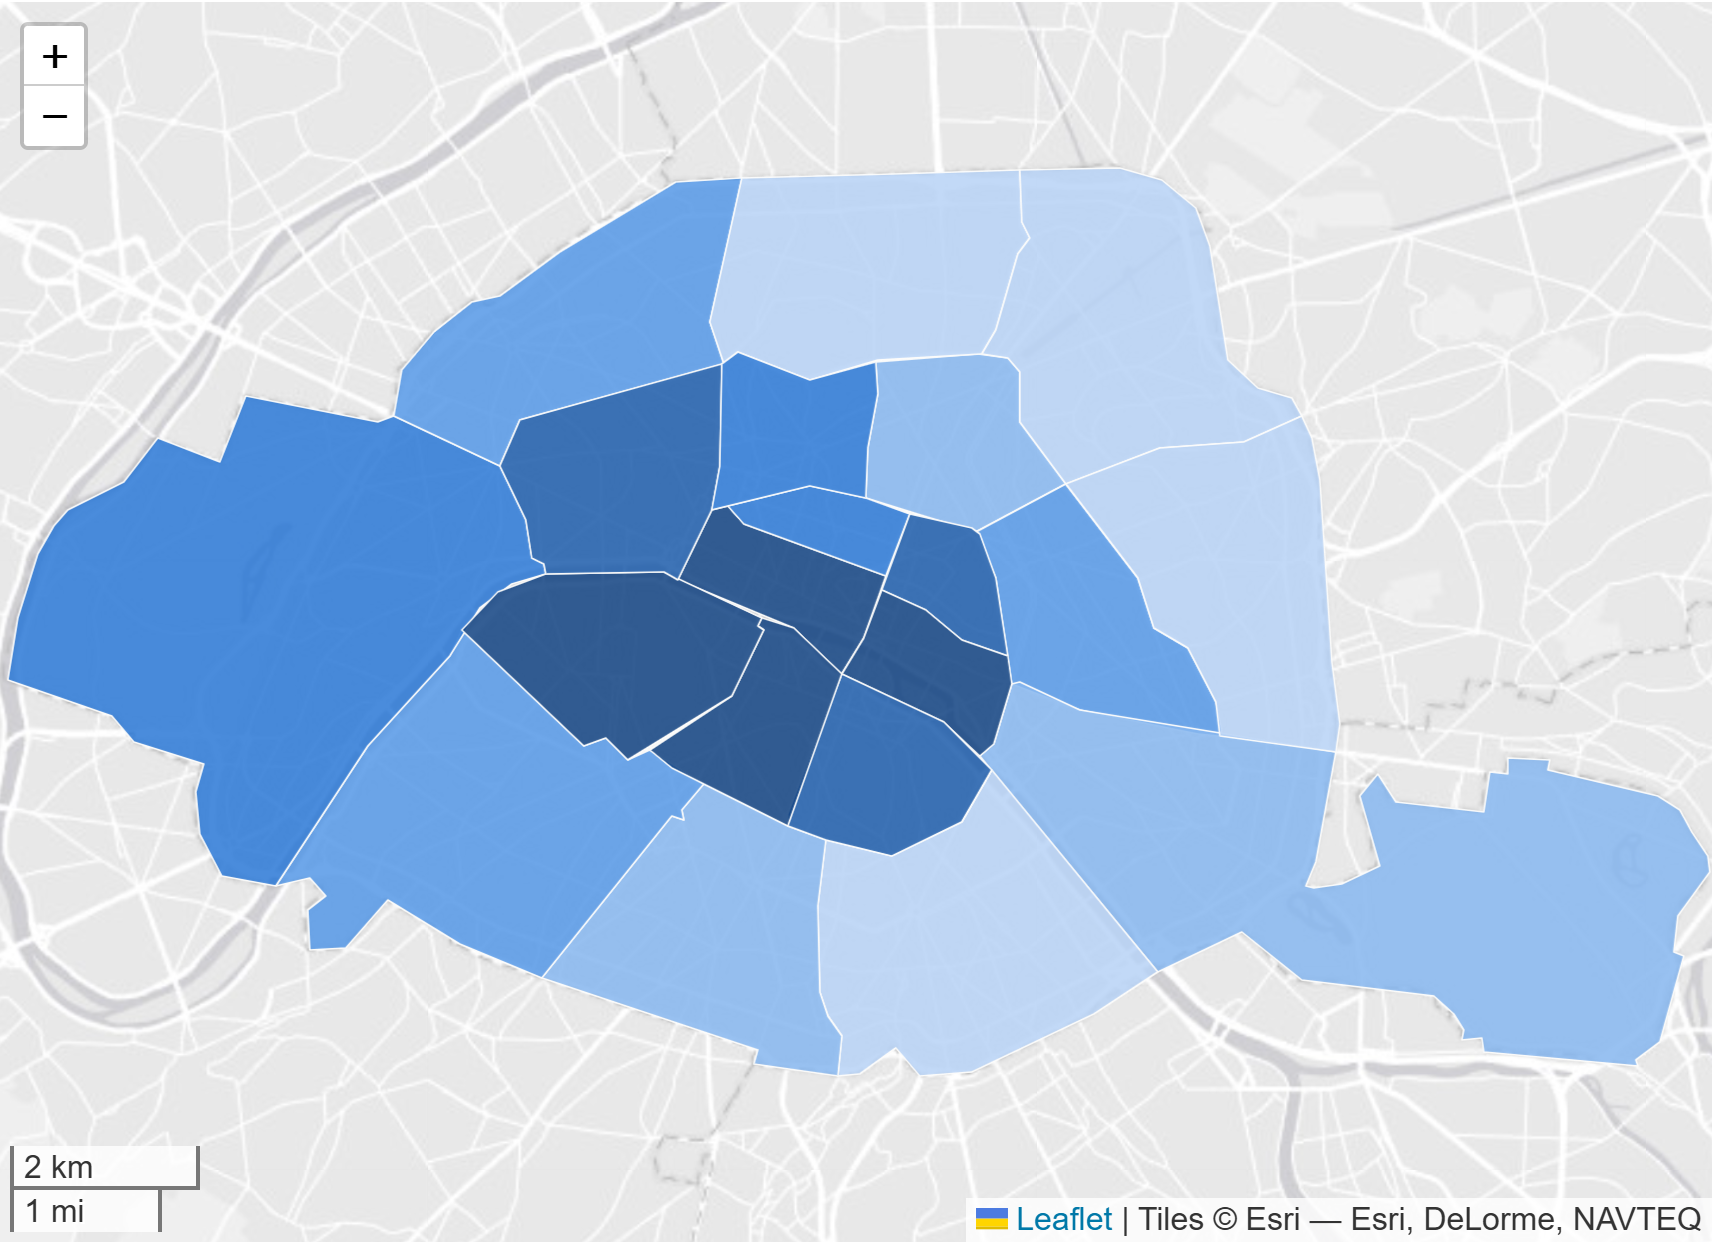 +
−
2 km
1 mi
Leaflet | Tiles © Esri — Esri, DeLorme, NAVTEQ